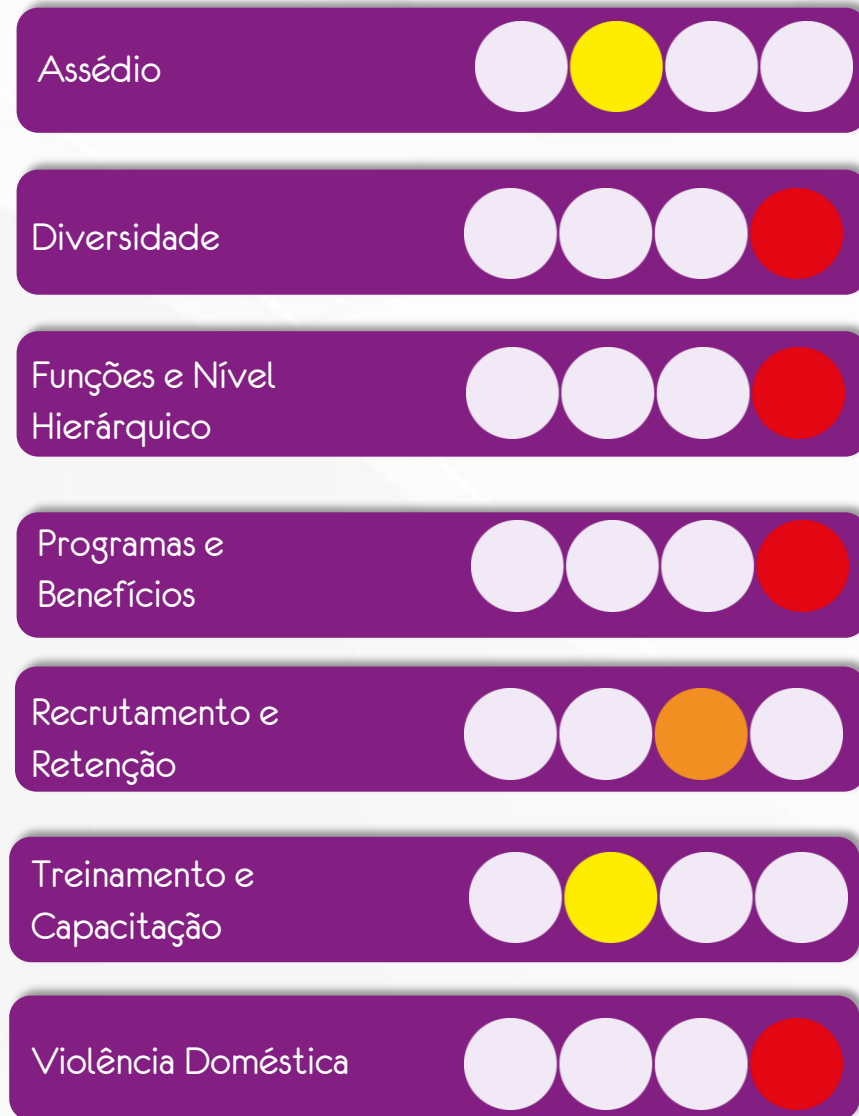 Assédio
Diversidade
Funções e Nível
Hierárquico
Programas e
Benefícios
Recrutamento e
Retenção
Treinamento e
Capacitação
Violência Doméstica